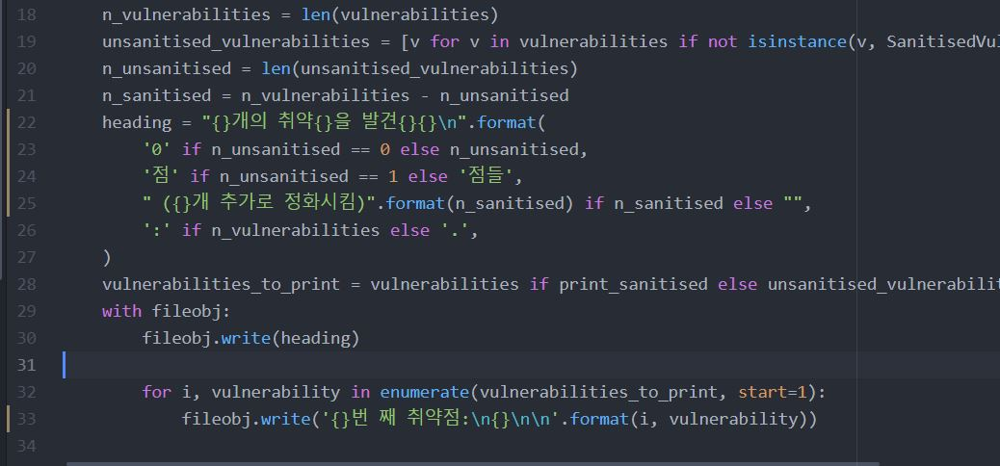 18 n_vulnerabilities = len(vulnerabilities)
19 unsanitised_vulnerabilities = [v for v in vulnerabilities if not isinstance(v, SanitisedVul
20 n_unsanitised = len(unsanitised_vulnerabilities)
21 n_sanitised = n_vulnerabilities - n_unsanitised
22 heading = "{}개의 취약{}을 발견{}{}\n".format(
23 '0' if n_unsanitised == 0 else n_unsanitised,
24 '점' if n_unsanitised == 1 else '점들',
25 " ({}개 추가로 정화시킴)".format(n_sanitised) if n_sanitised else "",
26 ':' if n_vulnerabilities else '.',
27 )
28 vulnerabilities_to_print = vulnerabilities if print_sanitised else unsanitised_vulnerabilit
29 with fileobj:
30 fileobj.write(heading)
31
32 for i, vulnerability in enumerate(vulnerabilities_to_print, start=1):
33 fileobj.write('{}번 째 취약점:\n{}\n\n'.format(i, vulnerability))
34